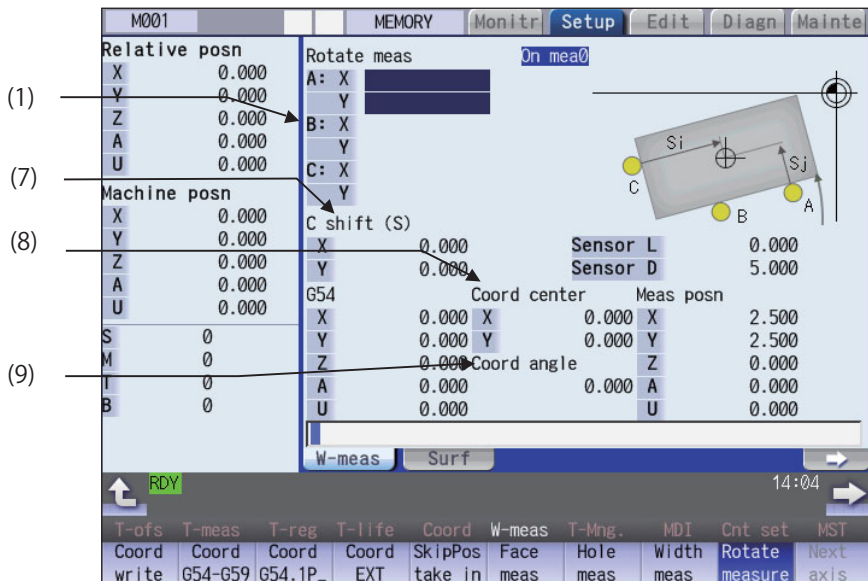 M001 MEMORY Monitr Setup Edit Diagn Mainte
Relative posn
X 0.000
Y 0.000
Z 0.000
A 0.000
U 0.000
Machine posn
X 0.000
Y 0.000
Z 0.000
A 0.000
U 0.000
S 0
M 0
T 0
B 0
(1)
(7)
(8)
(9)
Rotate meas On mea0
A: X
Y
B: X
Y
C: X
Y
Si
Sj
C
B
A
C shift (S)
X 0.000 Sensor L 0.000
Y 0.000 Sensor D 5.000
G54 Coord center Meas posn
X 0.000 X 0.000 X 2.500
Y 0.000 Y 0.000 Y 2.500
Z 0.000 Coord angle Z 0.000
A 0.000 0.000 A 0.000
U 0.000 U 0.000
W-meas Surf
RDY 14:04
T-ofs T-meas T-reg T-life Coord W-meas T-Mng. MDI Cnt set MST
Coord Coord Coord Coord SkipPos Face Hole Width Rotate Next
write G54-G59 G54.1P_ EXT take in meas meas meas measure axis